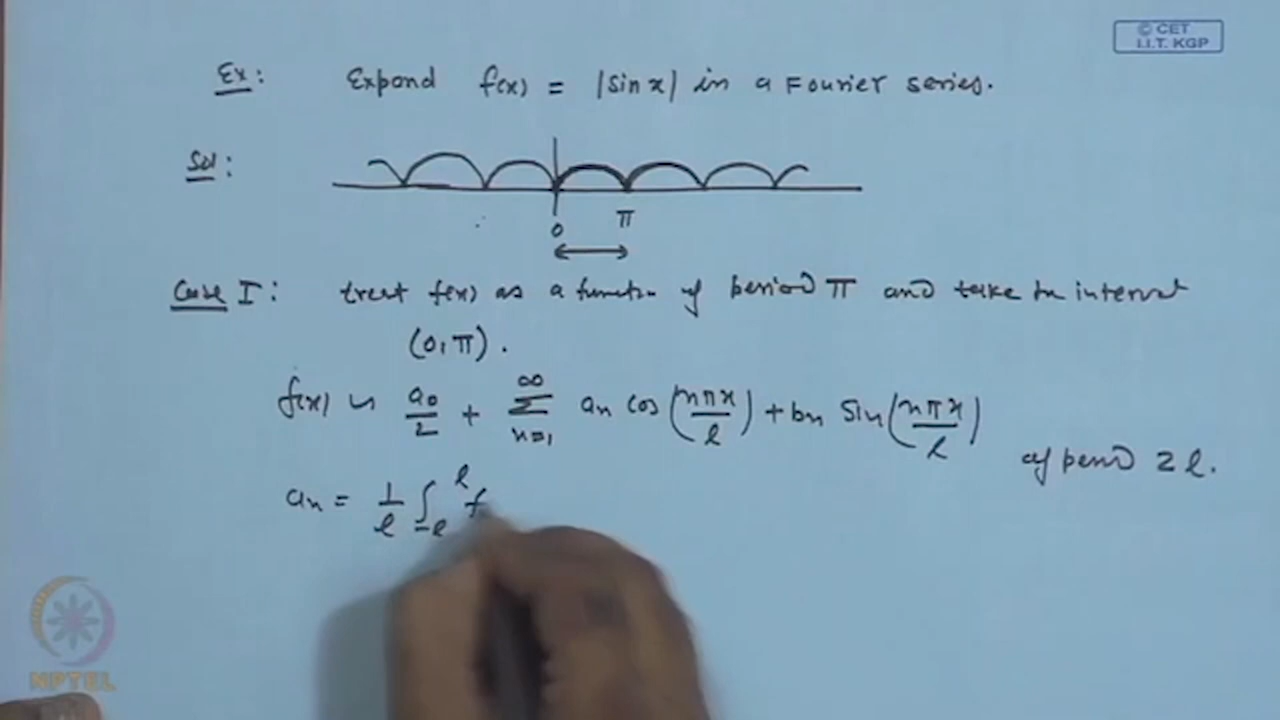 © CET
I.I.T. KGP
Ex: Expand f(x) = |sin x| in a Fourier series.
Sol:
0 π
Case I: treat f(x) as a function of period π and take the interval
(0, π).
f(x) ~ a₀/2 + ∞ Σ n=1 an cos(nπx/l) + bn sin(nπx/l)
of period 2l.
an = 1/l ∫_-l^l f
NPTEL